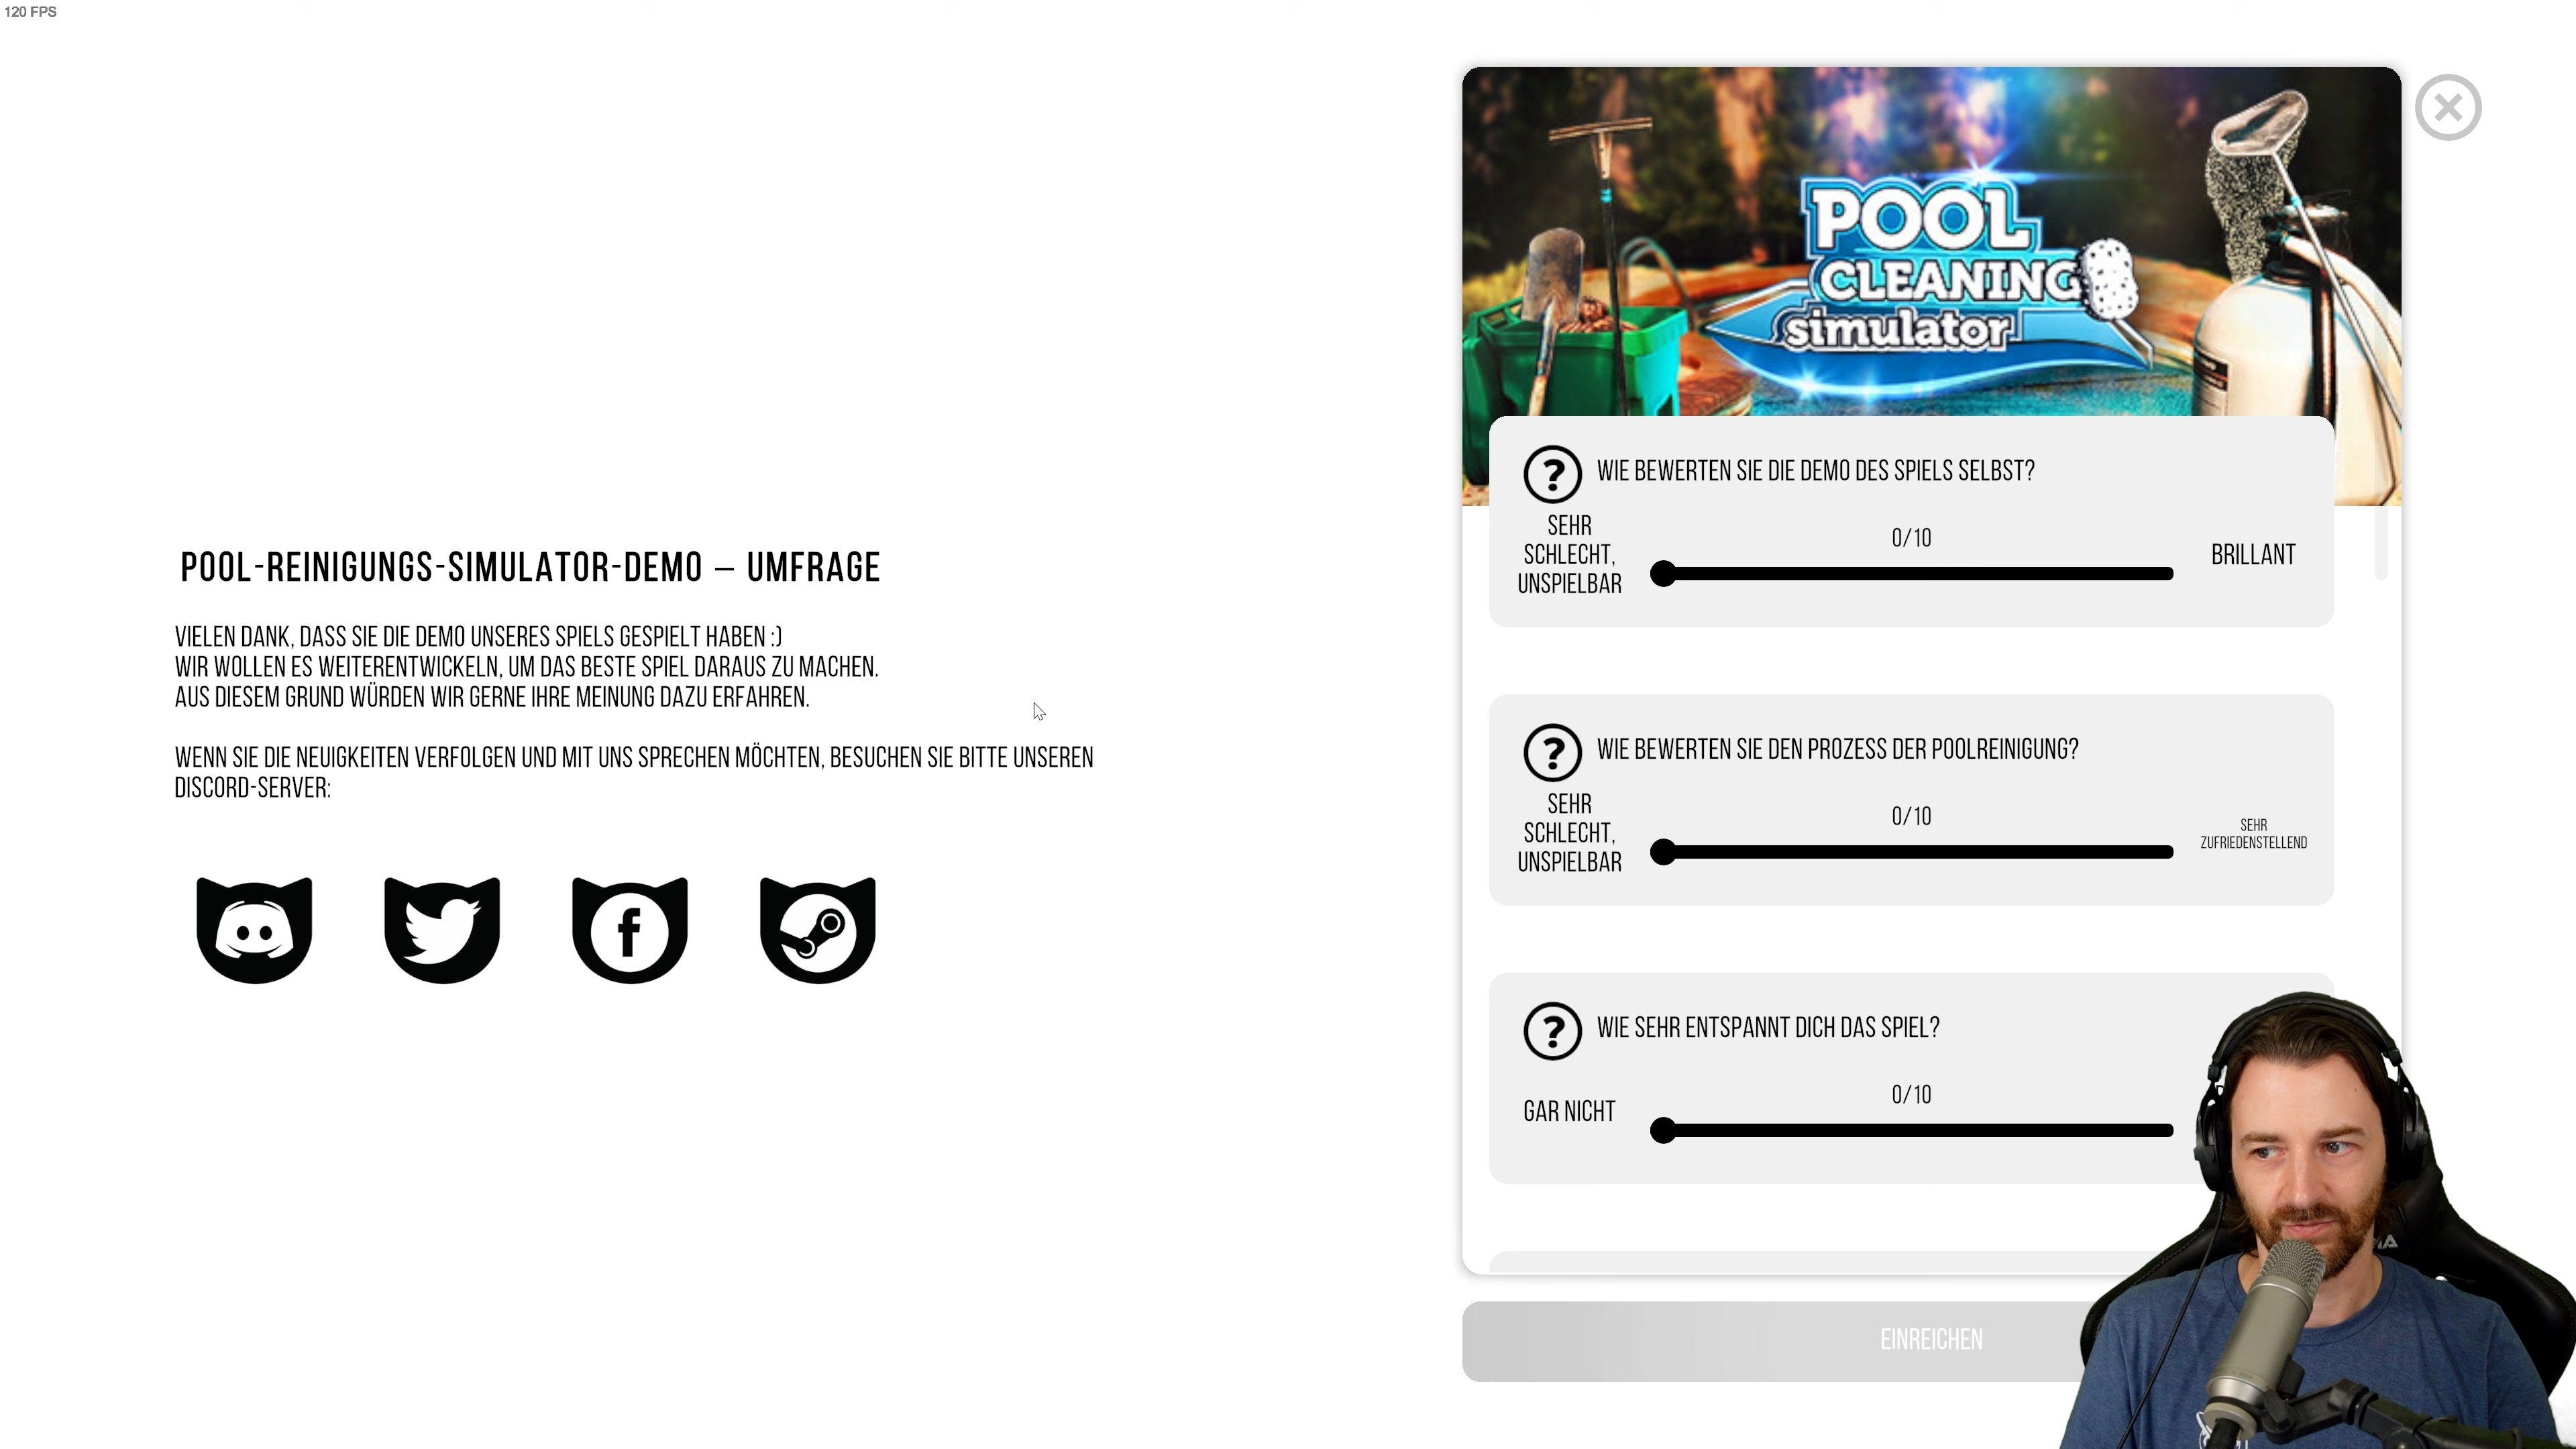 120 FPS
POOL-REINIGUNGS-SIMULATOR-DEMO – UMFRAGE
VIELEN DANK, DASS SIE DIE DEMO UNSERES SPIELS GESPIELT HABEN :)
WIR WOLLEN ES WEITERENTWICKELN, UM DAS BESTE SPIEL DARAUS ZU MACHEN.
AUS DIESEM GRUND WÜRDEN WIR GERNE IHRE MEINUNG DAZU ERFAHREN.
WENN SIE DIE NEUIGKEITEN VERFOLGEN UND MIT UNS SPRECHEN MÖCHTEN, BESUCHEN SIE BITTE UNSEREN
DISCORD-SERVER:
POOL
CLEANING
simulator
WIE BEWERTEN SIE DIE DEMO DES SPIELS SELBST?
SEHR
SCHLECHT,
UNSPIELBAR
0/10
BRILLANT
WIE BEWERTEN SIE DEN PROZESS DER POOLREINIGUNG?
SEHR
SCHLECHT,
UNSPIELBAR
0/10
SEHR
ZUFRIEDENSTELLEND
WIE SEHR ENTSPANNT DICH DAS SPIEL?
GAR NICHT
0/10
EINREICHEN